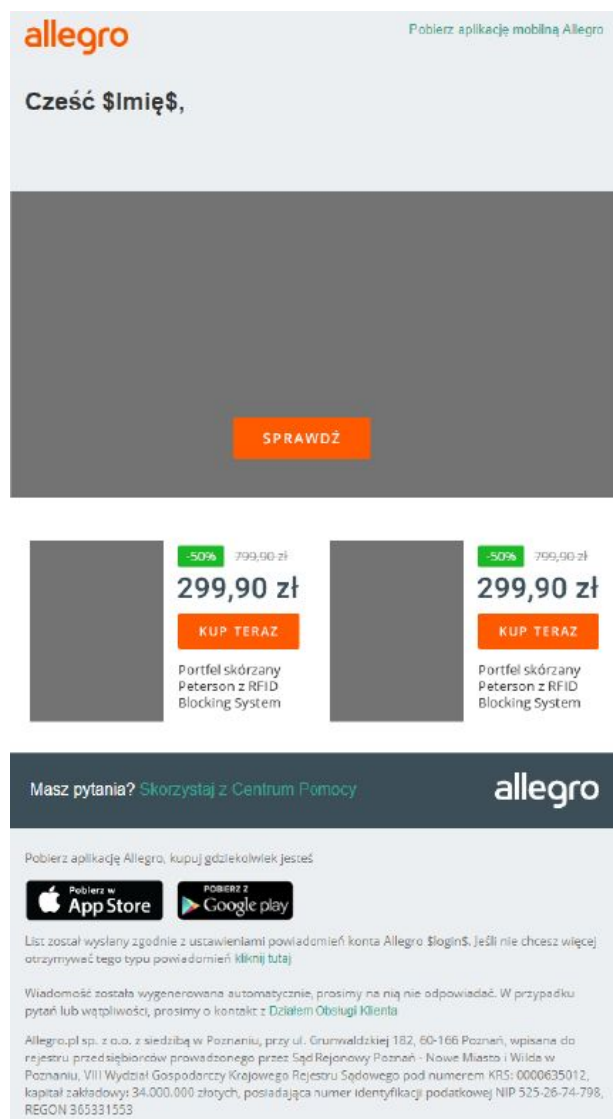 allegro
Pobierz aplikację mobilną Allegro
Cześć $Imię$,
SPRAWDŹ
-50% 799,90 zł
299,90 zł
KUP TERAZ
Portfel skórzany
Peterson z RFID
Blocking System
-50% 799,90 zł
299,90 zł
KUP TERAZ
Portfel skórzany
Peterson z RFID
Blocking System
Masz pytania? Skorzystaj z Centrum Pomocy
allegro
Pobierz aplikację Allegro, kupuj gdziekolwiek jesteś
Pobierz w
App Store
POBIERZ Z
Google play
List został wysłany zgodnie z ustawieniami powiadomień konta Allegro $login$. Jeśli nie chcesz więcej
otrzymywać tego typu powiadomień kliknij tutaj
Wiadomość została wygenerowana automatycznie, prosimy na nią nie odpowiadać. W przypadku
pytań lub wątpliwości, prosimy o kontakt z Działem Obsługi Klienta
Allegro.pl sp. z o.o. z siedzibą w Poznaniu, przy ul. Grunwaldzkiej 182, 60-166 Poznań, wpisana do
rejestru przedsiębiorców prowadzonego przez Sąd Rejonowy Poznań - Nowe Miasto i Wilda w
Poznaniu, VIII Wydział Gospodarczy Krajowego Rejestru Sądowego pod numerem KRS: 0000635012,
kapitał zakładowy: 34.000.000 złotych, posiadająca numer identyfikacji podatkowej NIP 525-26-74-798,
REGON 365331553